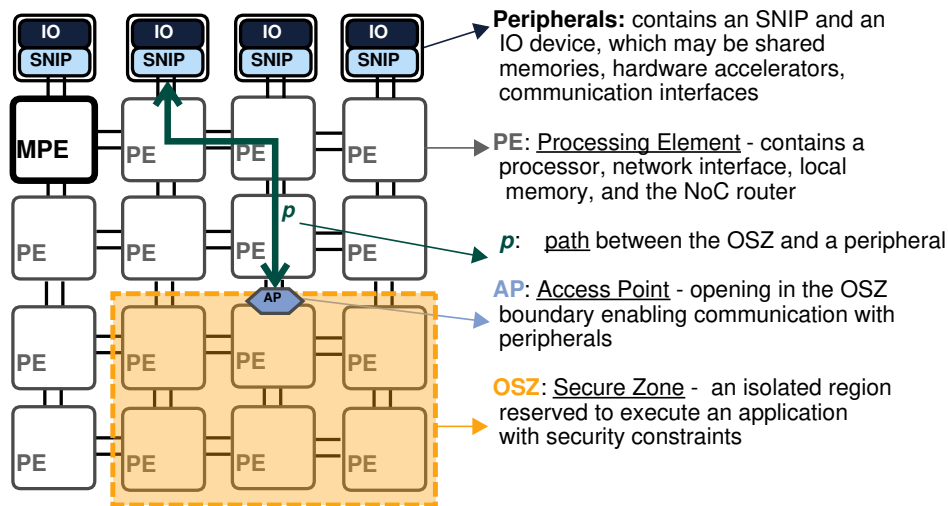 IO IO IO IO
SNIP SNIP SNIP SNIP
MPE PE PE PE
PE PE PE PE
p
AP
PE PE PE PE
PE PE PE PE
Peripherals: contains an SNIP and an
IO device, which may be shared
memories, hardware accelerators,
communication interfaces
PE: Processing Element - contains a
processor, network interface, local
memory, and the NoC router
p: path between the OSZ and a peripheral
AP: Access Point - opening in the OSZ
boundary enabling communication with
peripherals
OSZ: Secure Zone - an isolated region
reserved to execute an application
with security constraints